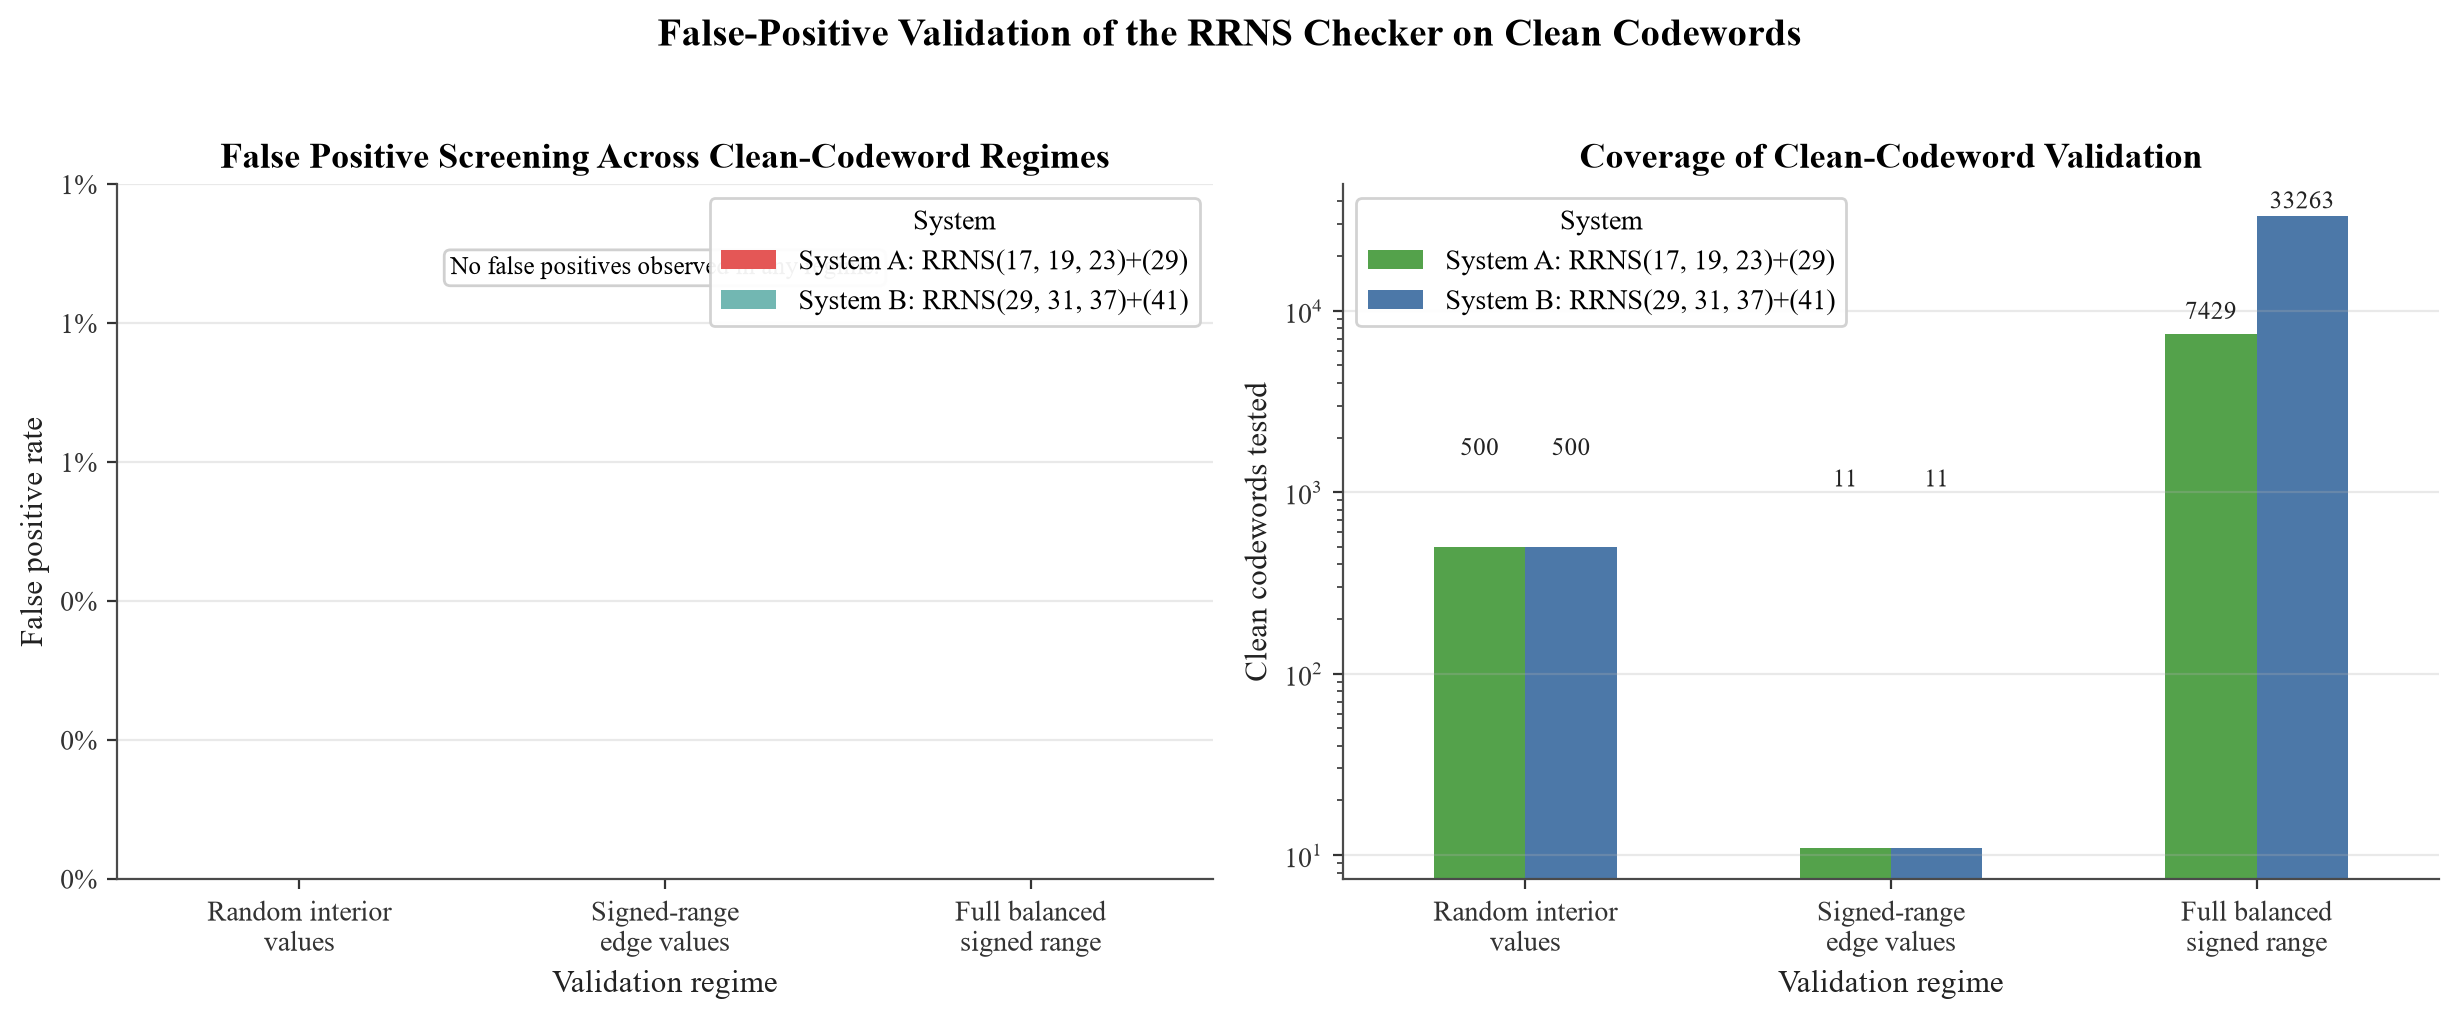 False-Positive Validation of the RRNS Checker on Clean Codewords
False Positive Screening Across Clean-Codeword Regimes
1%
1%
1%
0%
0%
0%
False positive rate
No false positives observed in any
System
System A: RRNS(17, 19, 23)+(29)
System B: RRNS(29, 31, 37)+(41)
Random interior
values
Signed-range
edge values
Full balanced
signed range
Validation regime
Coverage of Clean-Codeword Validation
System
System A: RRNS(17, 19, 23)+(29)
System B: RRNS(29, 31, 37)+(41)
10⁴
10³
10²
10¹
Clean codewords tested
500
500
11
11
7429
33263
Random interior
values
Signed-range
edge values
Full balanced
signed range
Validation regime